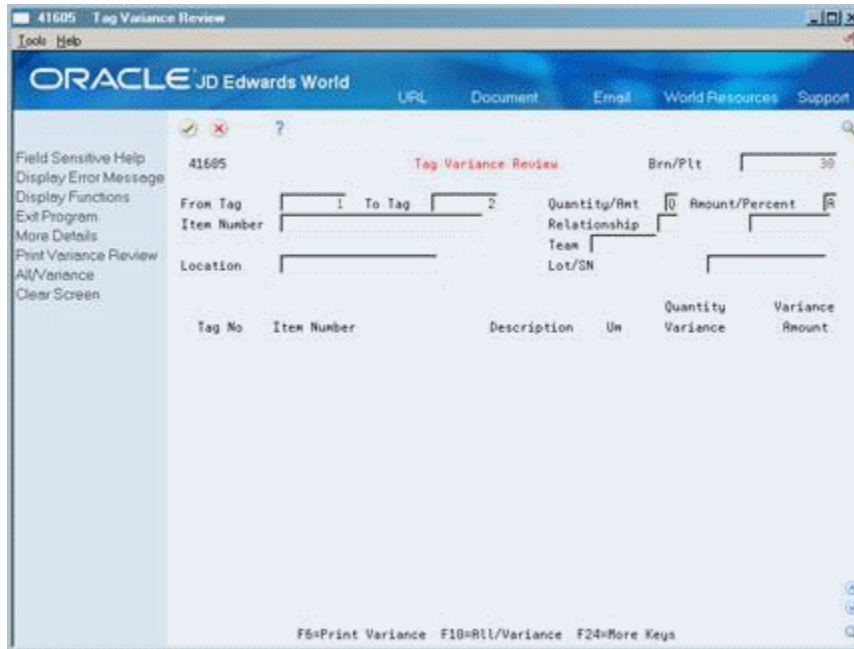 41605 Tag Variance Review
Tools Help
ORACLE JD Edwards World
URL Document Email World Resources Support
Field Sensitive Help
Display Error Message
Display Functions
Exit Program
More Details
Print Variance Review
All/Variance
Clear Screen
?
41605 Tag Variance Review Brn/Plt 30
From Tag 1 To Tag 2 Quantity/Amt Q Amount/Percent A
Item Number Relationship
Team
Location Lot/SN
Quantity Variance
Tag No Item Number Description Um Variance Amount
F6=Print Variance F10=All/Variance F24=More Keys